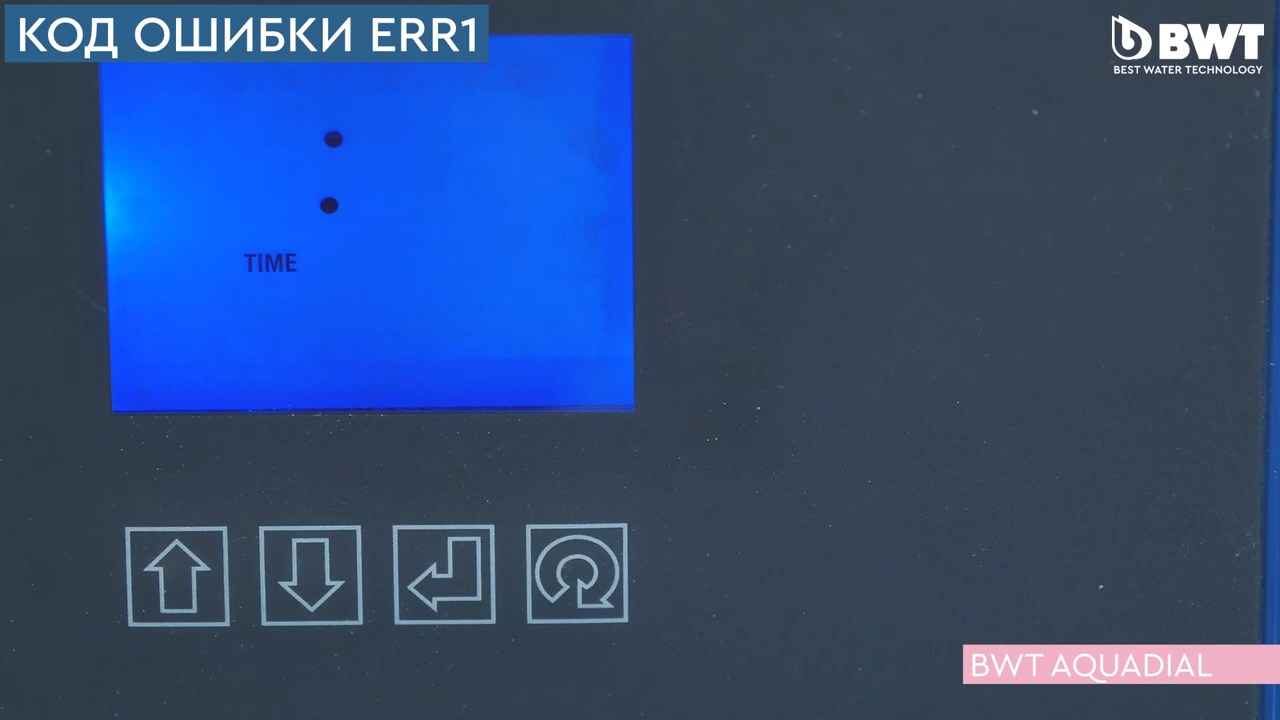 КОД ОШИБКИ ERR1
BWT
BEST WATER TECHNOLOGY
:
TIME
BWT AQUADIAL